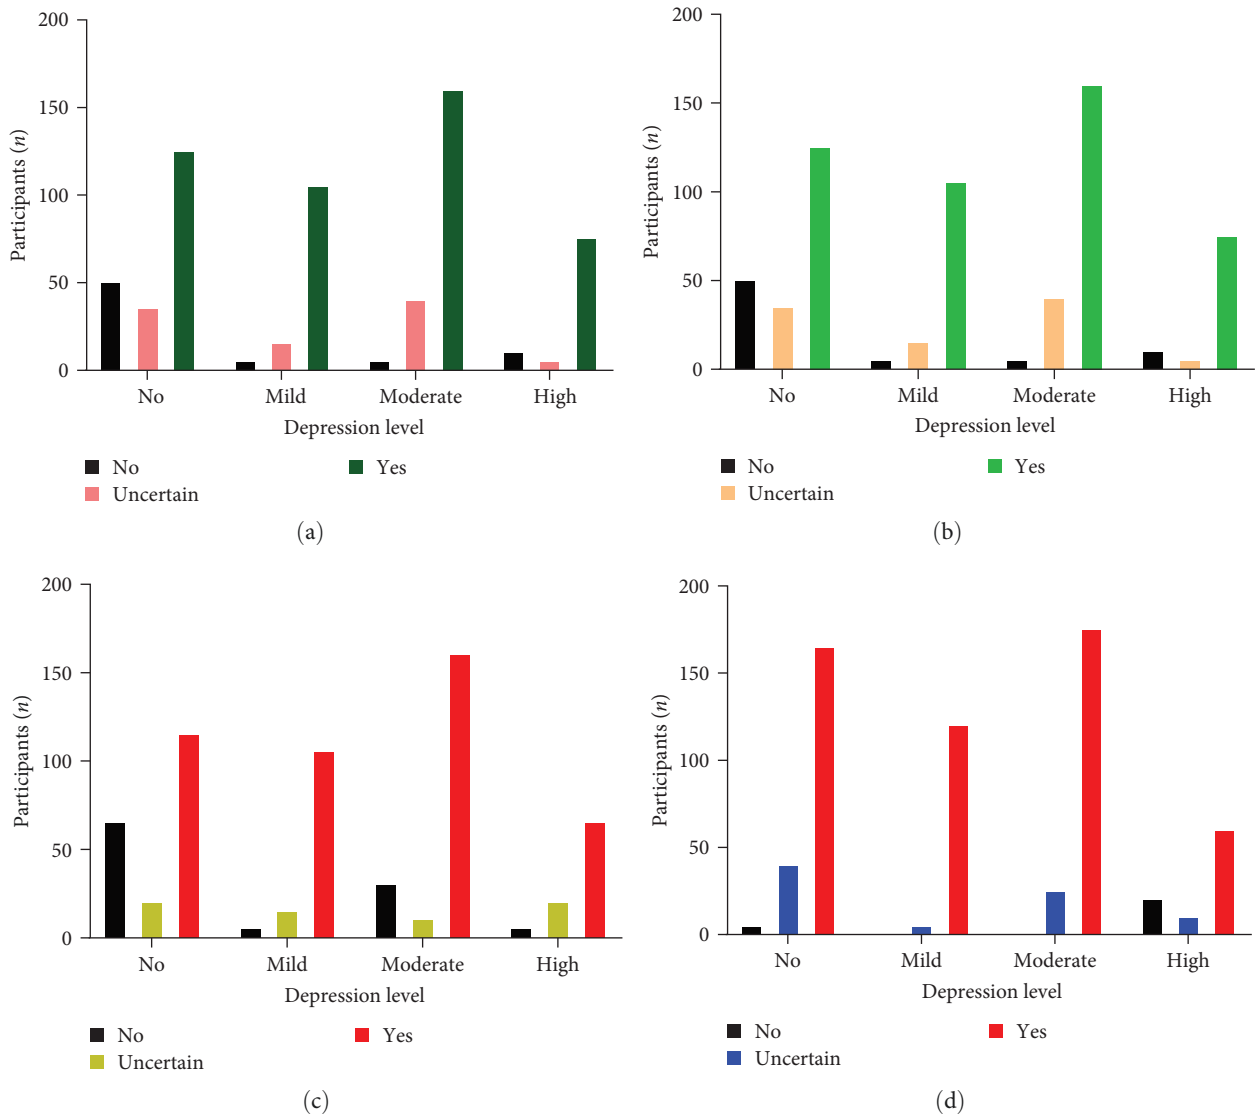 200
150
100
50
0
Participants (n)
No Mild Moderate High
Depression level
No Yes
Uncertain
(a)
200
150
100
50
0
Participants (n)
No Mild Moderate High
Depression level
No Yes
Uncertain
(b)
200
150
100
50
0
Participants (n)
No Mild Moderate High
Depression level
No Yes
Uncertain
(c)
200
150
100
50
0
Participants (n)
No Mild Moderate High
Depression level
No Yes
Uncertain
(d)